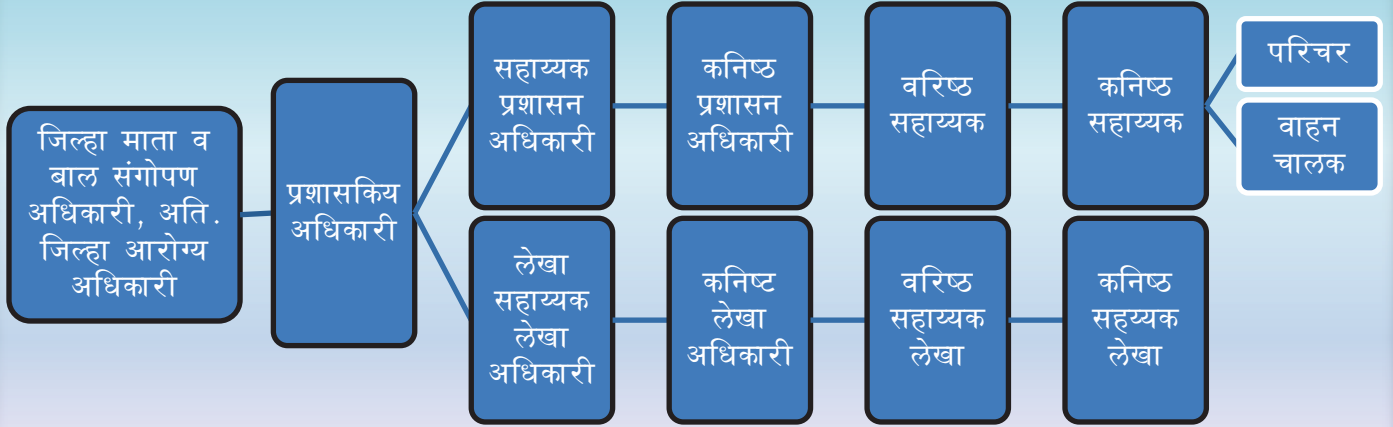 जिल्हा माता व
बाल संगोपण
अधिकारी, अति.
जिल्हा आरोग्य
अधिकारी
प्रशासकिय
अधिकारी
सहाय्यक
प्रशासन
अधिकारी
कनिष्ठ
प्रशासन
अधिकारी
वरिष्ठ
सहाय्यक
कनिष्ठ
सहाय्यक
परिचर
वाहन
चालक
लेखा
सहाय्यक
लेखा
अधिकारी
कनिष्ट
लेखा
अधिकारी
वरिष्ठ
सहाय्यक
लेखा
कनिष्ठ
सहय्यक
लेखा